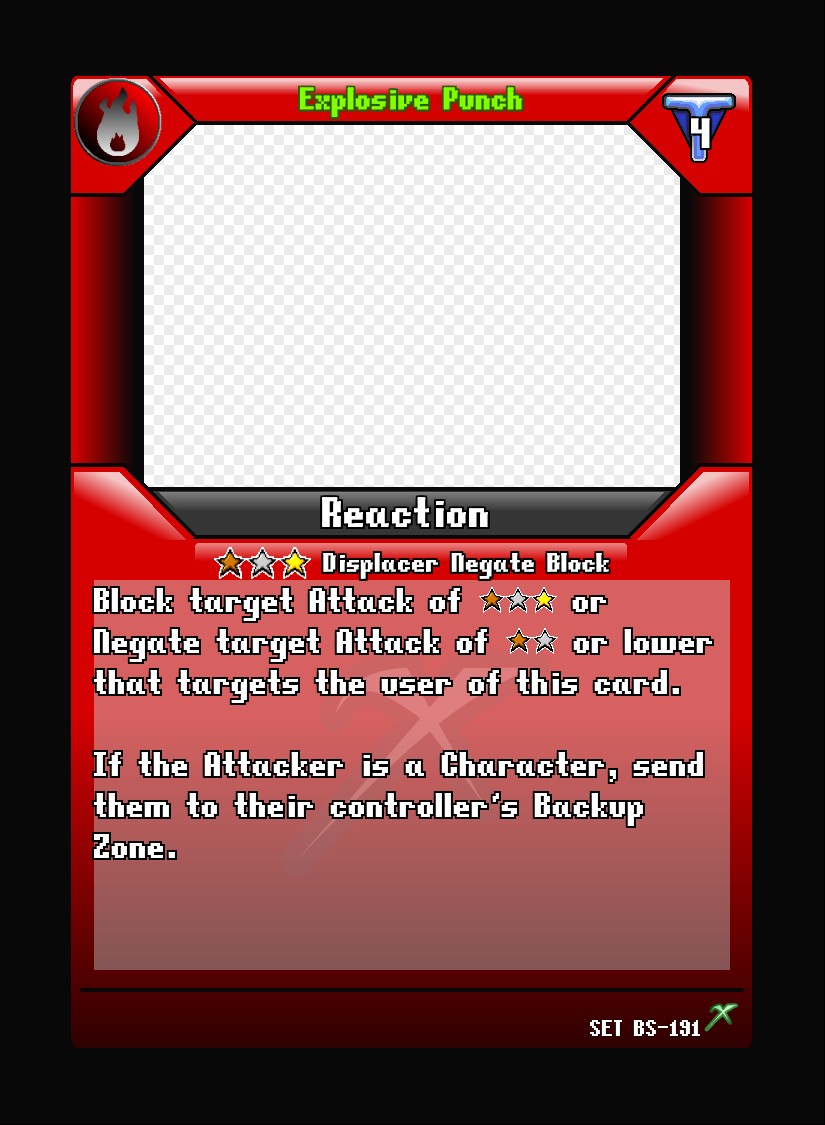 Explosive Punch
4
Reaction
Displacer Negate Block
Block target Attack of or
Negate target Attack of or lower
that targets the user of this card.
If the Attacker is a Character, send
them to their controller's Backup
Zone.
SET BS-191